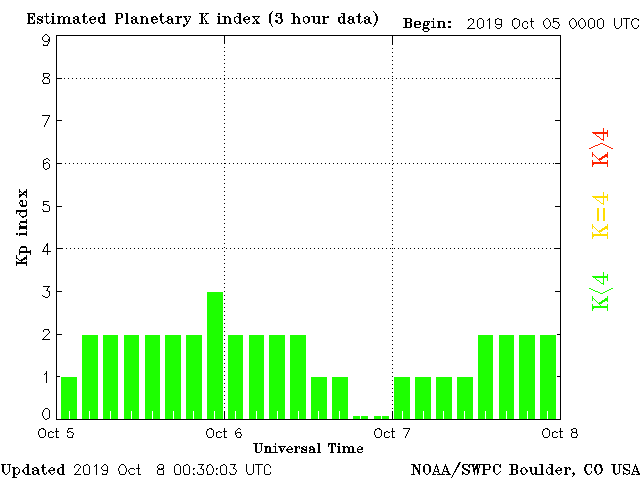 Estimated Planetary K index (3 hour data)
Begin: 2019 Oct 05 0000 UTC
9
8
7
6
5
4
3
2
1
0
Kp index
Oct 5
Oct 6
Oct 7
Oct 8
Universal Time
K>4
K=4
K<4
Updated 2019 Oct 8 00:30:03 UTC
NOAA/SWPC Boulder, CO USA